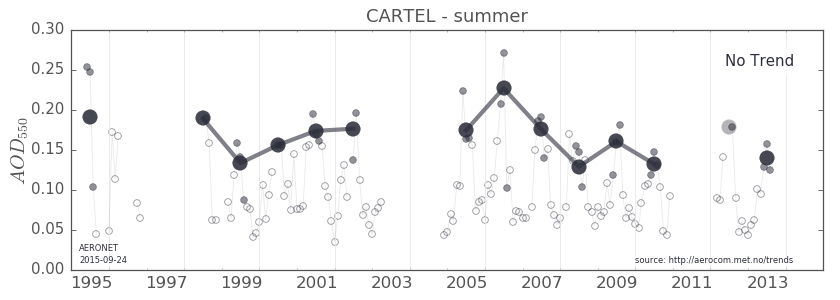 CARTEL - summer
0.30
0.25
0.20
0.15
0.10
0.05
0.00
AOD550
No Trend
AERONET
2015-09-24
source: http://aerocom.met.no/trends
1995 1997 1999 2001 2003 2005 2007 2009 2011 2013